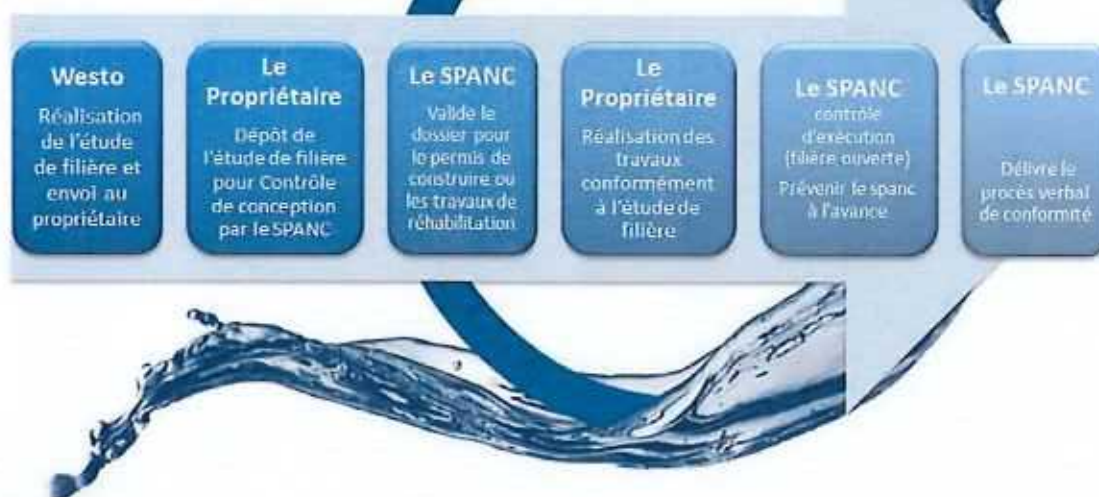 Westo
Réalisation
de l'étude
de filière et
envoi au
propriétaire
Le
Propriétaire
Dépôt de
l'étude de filière
pour Contrôle
de conception
par le SPANC
Le SPANC
Valide le
dossier pour
le permis de
construire ou
les travaux de
réhabilitation
Le
Propriétaire
Réalisation des
travaux
conformément
à l'étude de
filière
Le SPANC
contrôle
d'exécution
(filière ouverte)
Prévenir le spanc
à l'avance
Le SPANC
Délivre le
procès verbal
de conformité